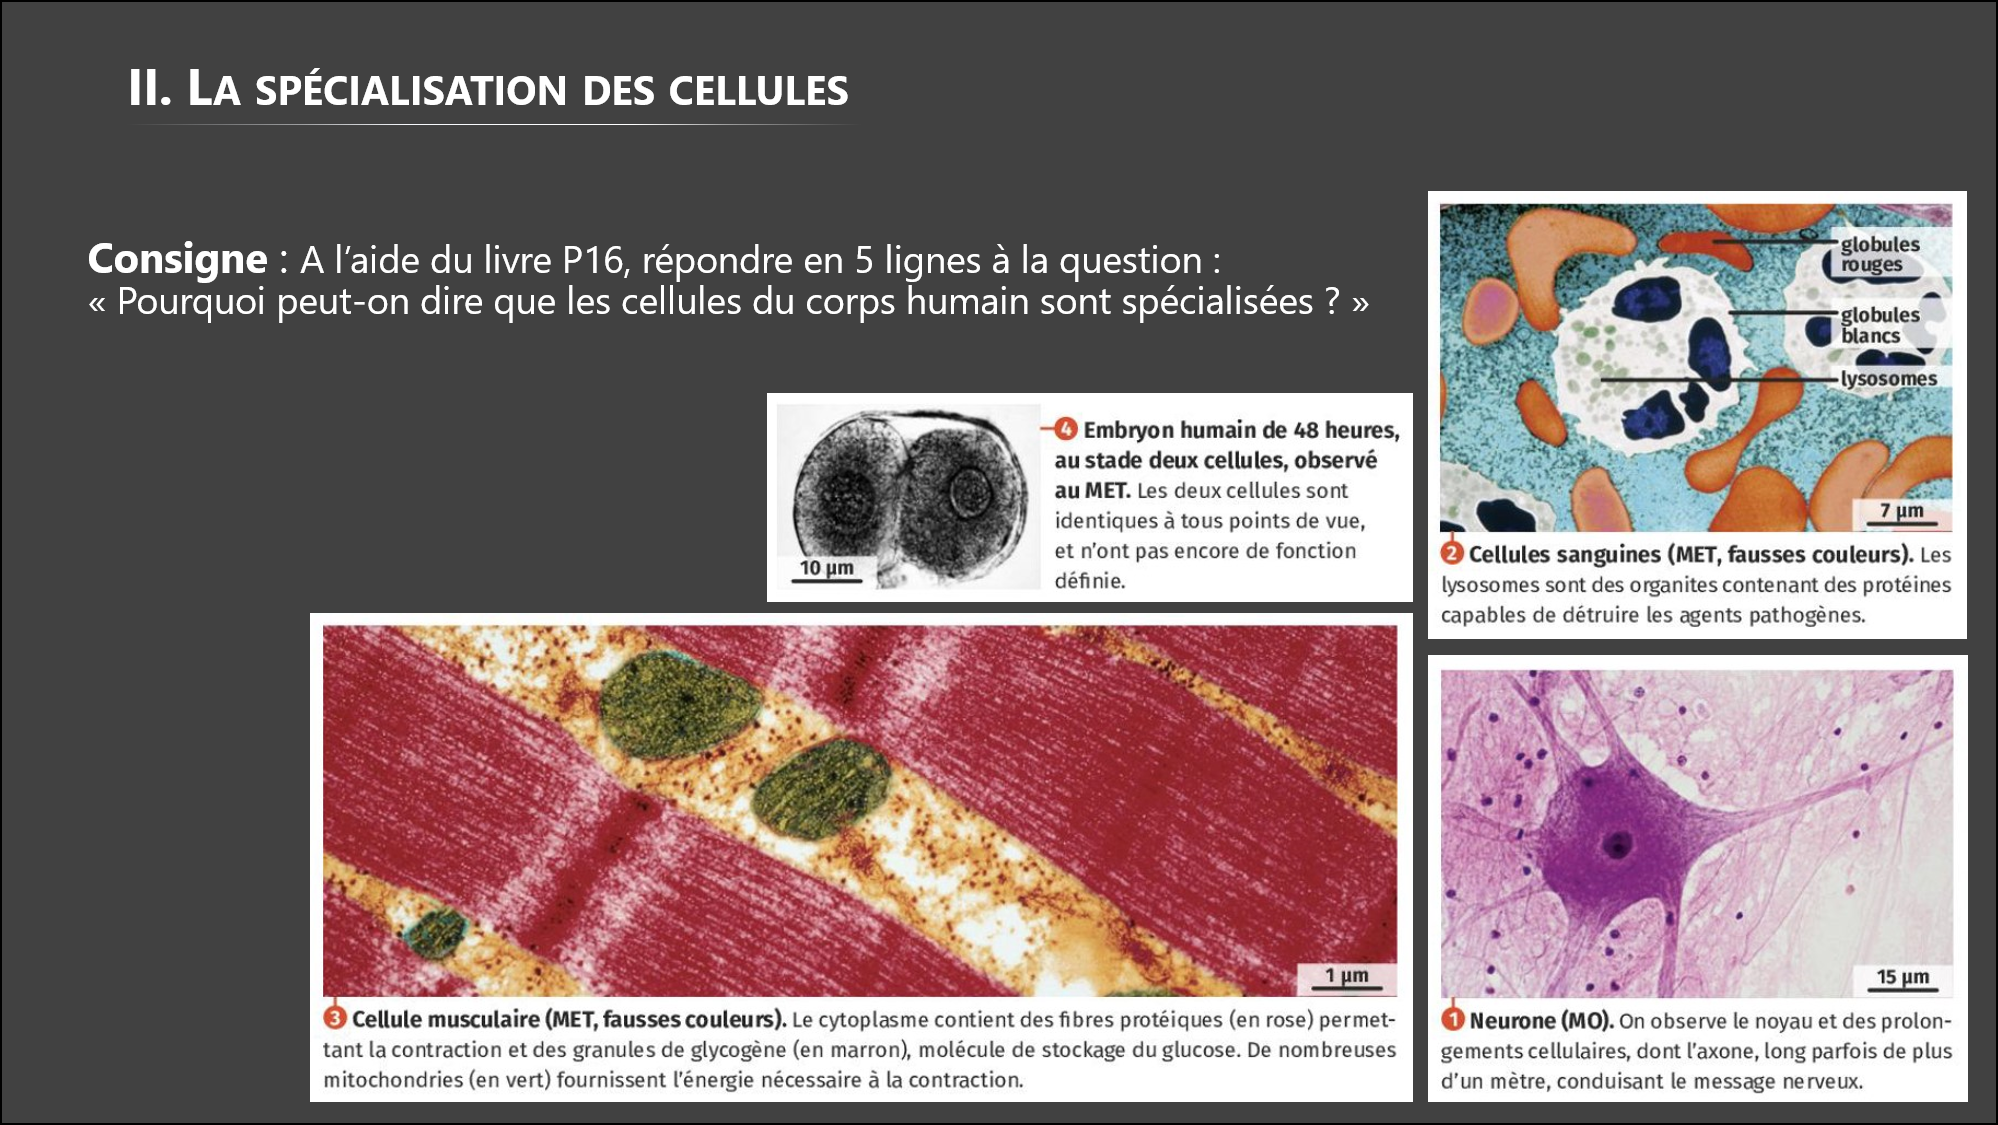 II. La spécialisation des cellules
Consigne : A l’aide du livre P16, répondre en 5 lignes à la question :
« Pourquoi peut-on dire que les cellules du corps humain sont spécialisées ? »
globules
rouges
globules
blancs
lysosomes
7 µm
2 Cellules sanguines (MET, fausses couleurs). Les
lysosomes sont des organites contenant des protéines
capables de détruire les agents pathogènes.
10 µm
4 Embryon humain de 48 heures,
au stade deux cellules, observé
au MET. Les deux cellules sont
identiques à tous points de vue,
et n’ont pas encore de fonction
définie.
1 µm
3 Cellule musculaire (MET, fausses couleurs). Le cytoplasme contient des fibres protéiques (en rose) permet-
tant la contraction et des granules de glycogène (en marron), molécule de stockage du glucose. De nombreuses
mitochondries (en vert) fournissent l’énergie nécessaire à la contraction.
15 µm
1 Neurone (MO). On observe le noyau et des prolon-
gements cellulaires, dont l’axone, long parfois de plus
d’un mètre, conduisant le message nerveux.